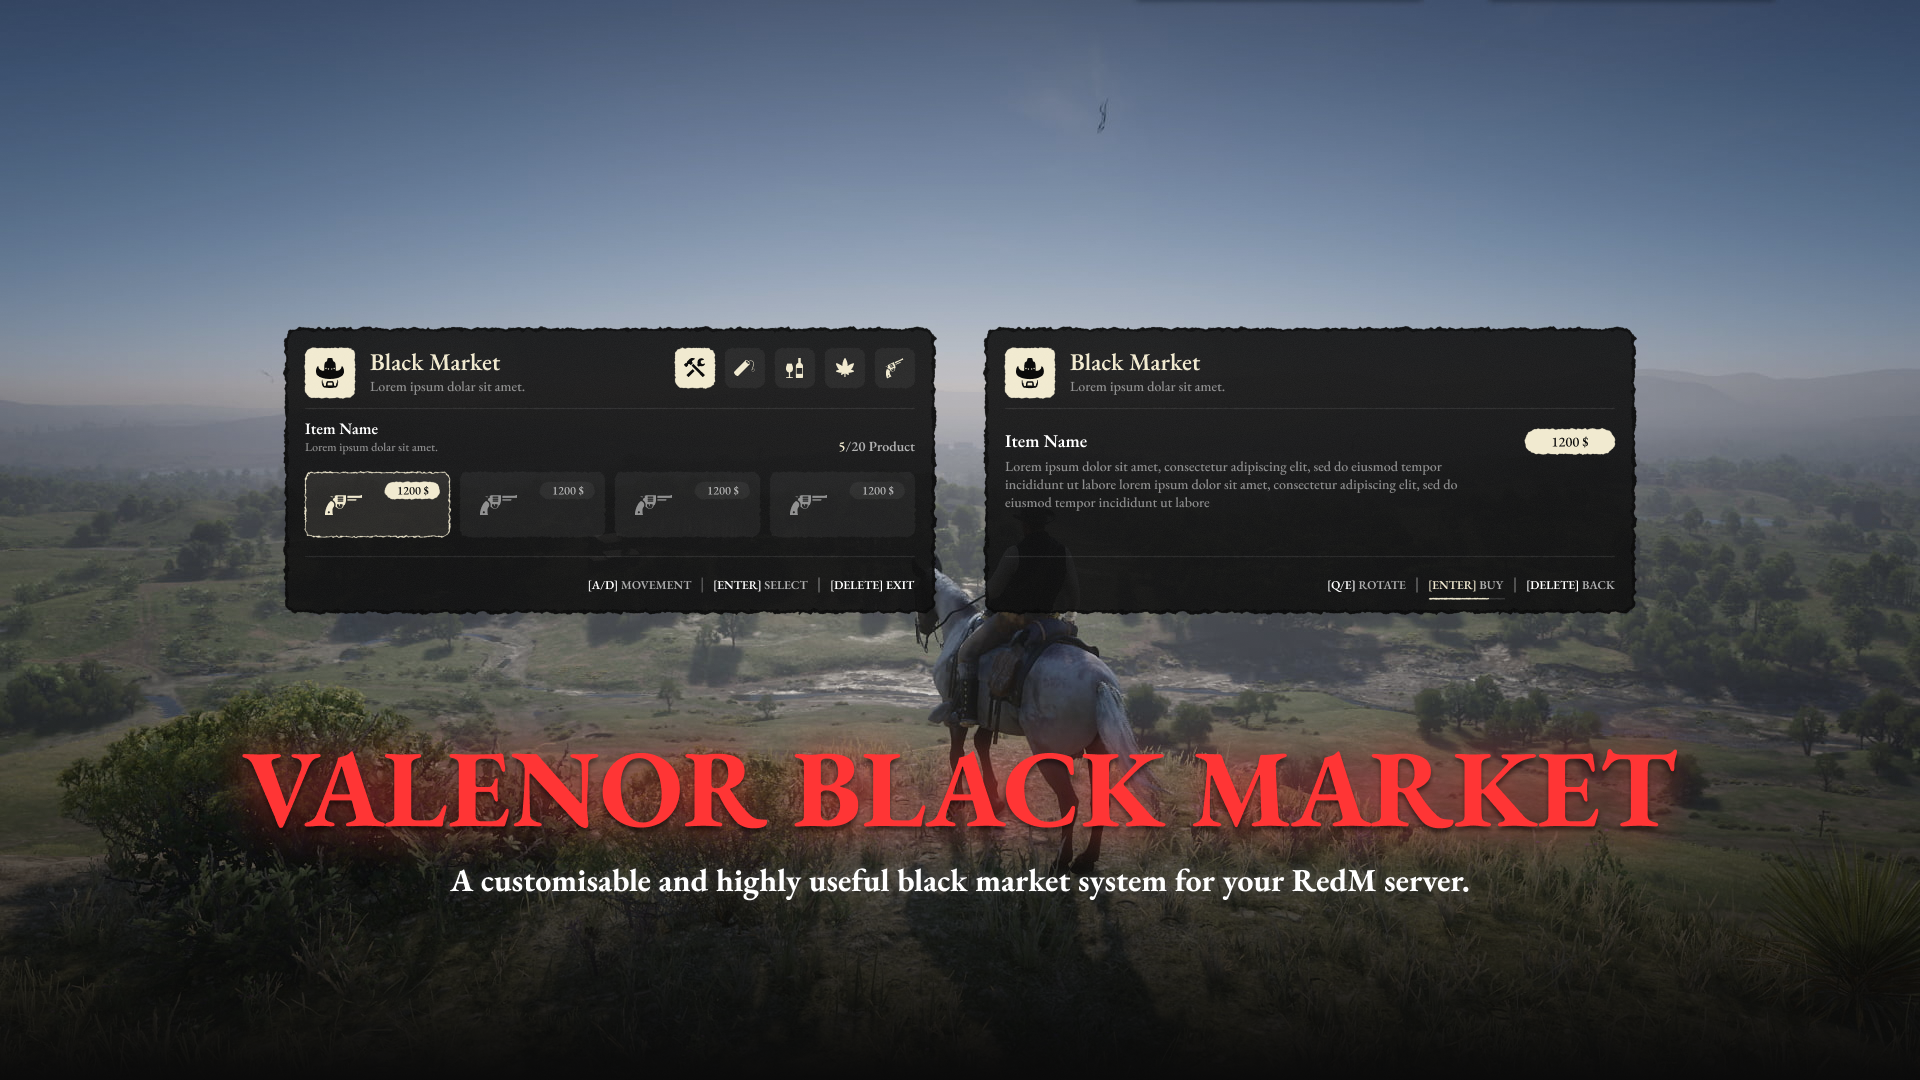 Black Market
Lorem ipsum dolar sit amet.
Item Name
Lorem ipsum dolar sit amet.
5/20 Product
1200 $
1200 $
1200 $
1200 $
[A/D] MOVEMENT | [ENTER] SELECT | [DELETE] EXIT
Black Market
Lorem ipsum dolar sit amet.
Item Name
1200 $
Lorem ipsum dolor sit amet, consectetur adipiscing elit, sed do eiusmod tempor
incididunt ut labore lorem ipsum dolor sit amet, consectetur adipiscing elit, sed do
eiusmod tempor incididunt ut labore
[Q/E] ROTATE | [ENTER] BUY | [DELETE] BACK
VALENOR BLACK MARKET
A customisable and highly useful black market system for your RedM server.